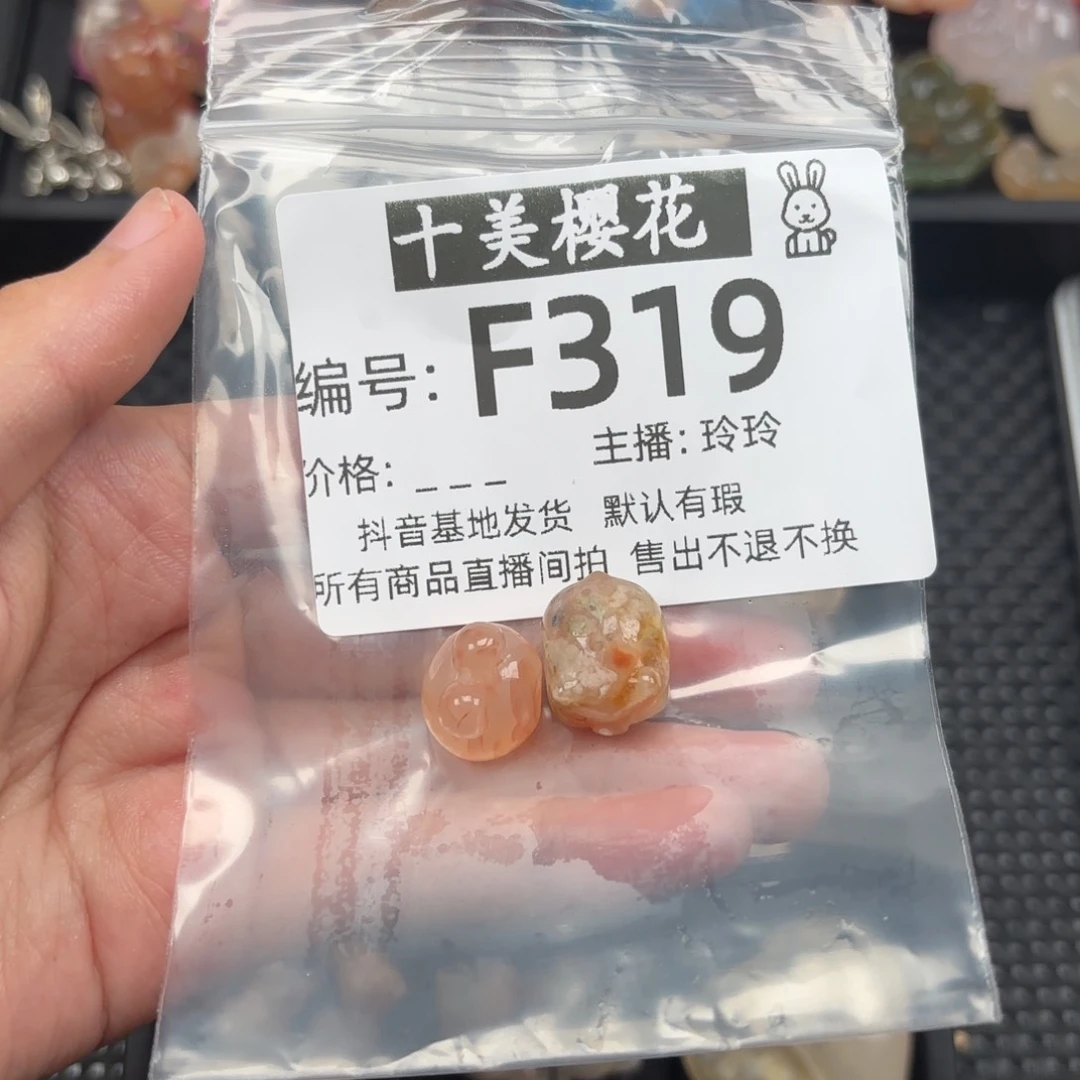 十美樱花
编号: F319
价格: _ _ _ 主播: 玲玲
抖音基地发货 默认有瑕
所有商品直播间拍 售出不退不换